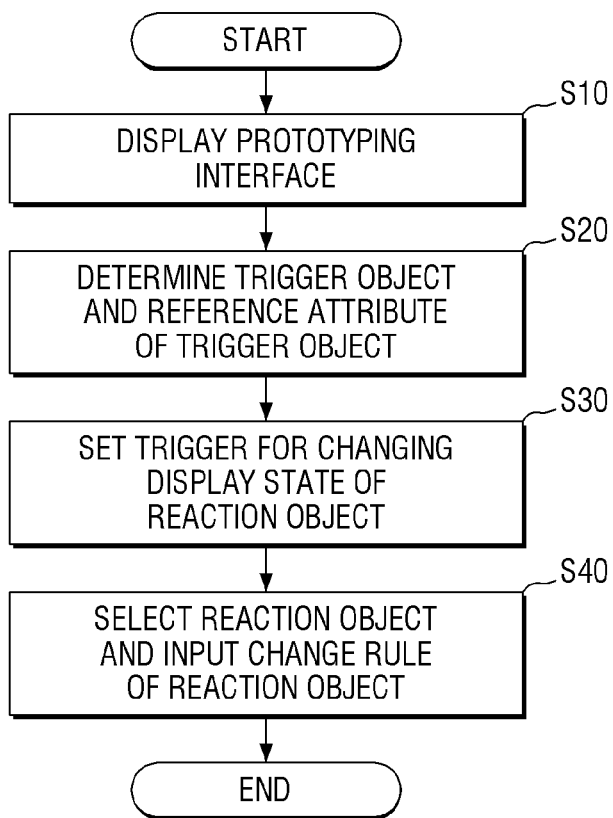 START
S10
DISPLAY PROTOTYPING
INTERFACE
S20
DETERMINE TRIGGER OBJECT
AND REFERENCE ATTRIBUTE
OF TRIGGER OBJECT
S30
SET TRIGGER FOR CHANGING
DISPLAY STATE OF
REACTION OBJECT
S40
SELECT REACTION OBJECT
AND INPUT CHANGE RULE
OF REACTION OBJECT
END